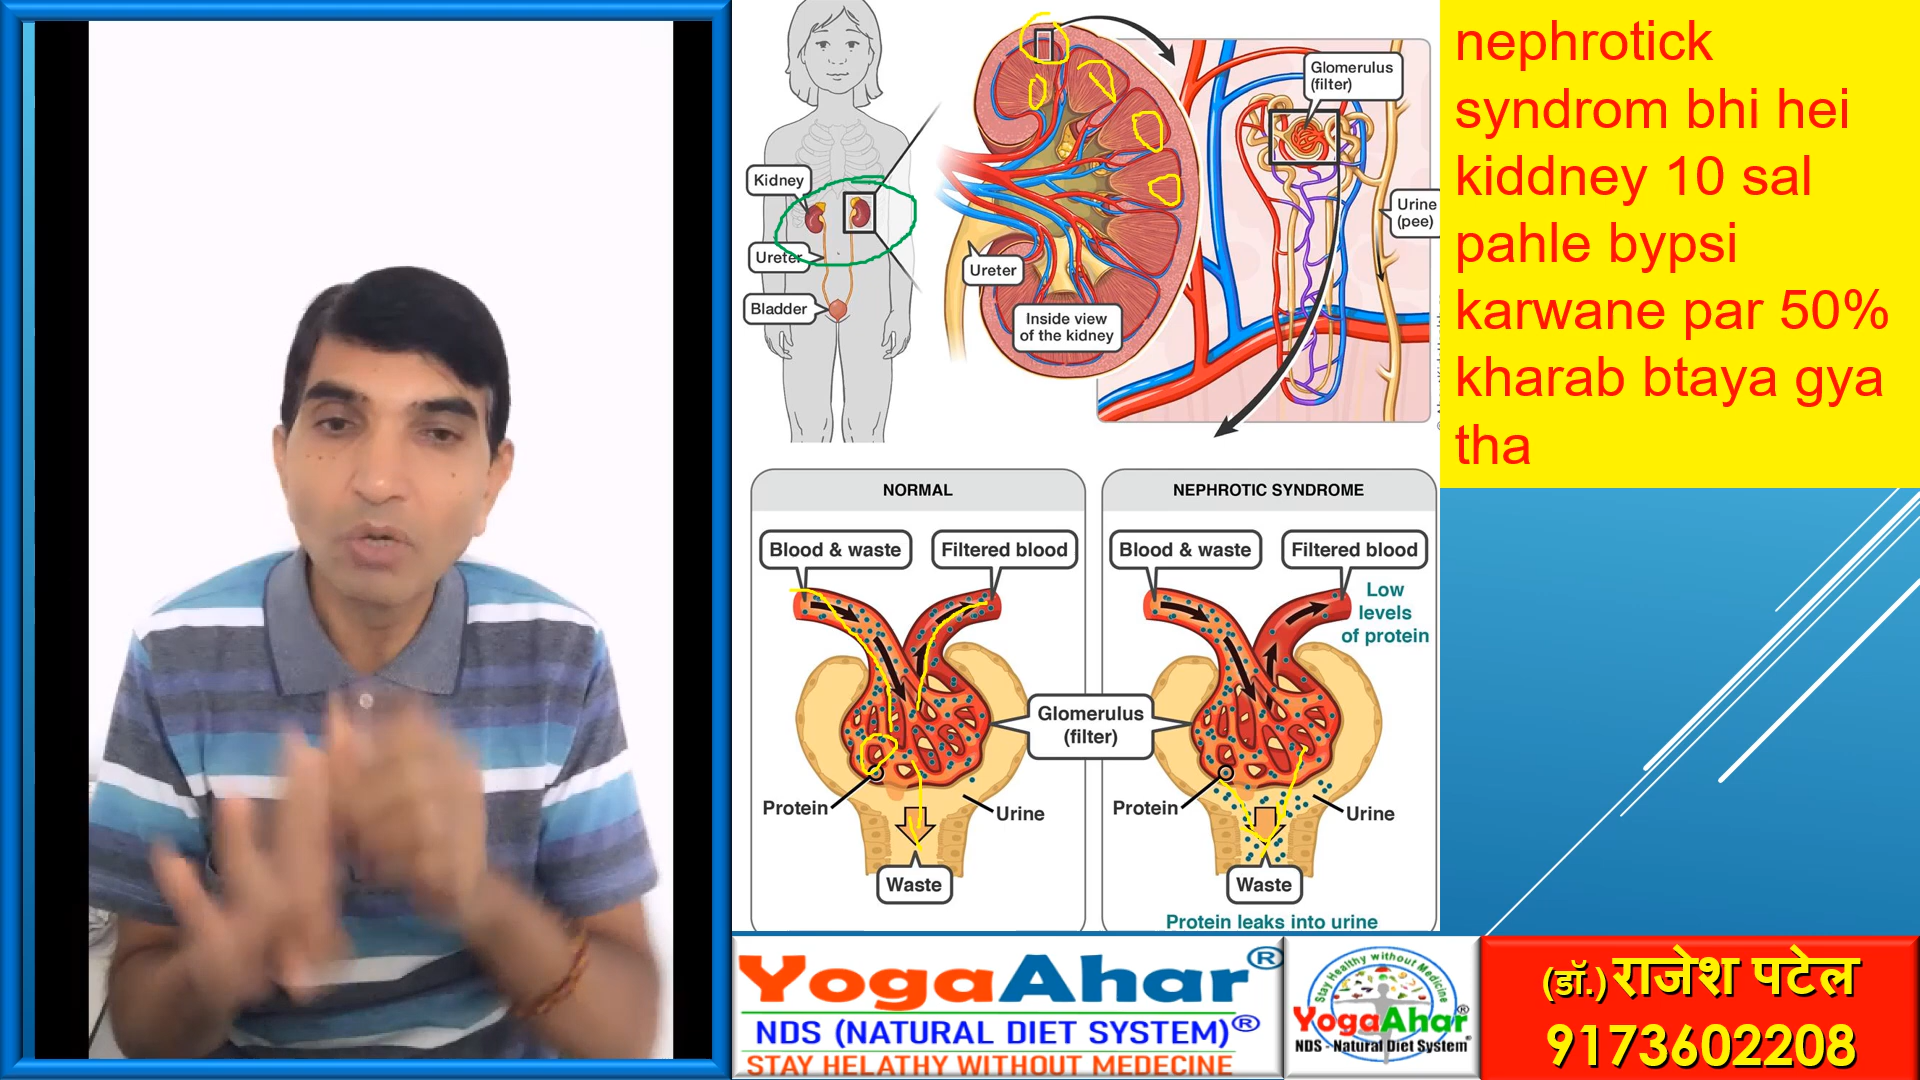 nephrotick
syndrom bhi hei
kiddney 10 sal
pahle bypsi
karwane par 50%
kharab btaya gya
tha
Glomerulus
(filter)
Kidney
Urine
(pee)
Ureter
Ureter
Bladder
Inside view
of the kidney
NORMAL
NEPHROTIC SYNDROME
Blood & waste
Filtered blood
Blood & waste
Filtered blood
Low
levels
of protein
Glomerulus
(filter)
Protein
Urine
Protein
Urine
Waste
Waste
Protein leaks into urine
YogaAhar®
NDS (NATURAL DIET SYSTEM)®
STAY HELATHY WITHOUT MEDECINE
Stay Healthy without Medicine
YogaAhar®
NDS - Natural Diet System®
(डॉ.) राजेश पटेल
9173602208